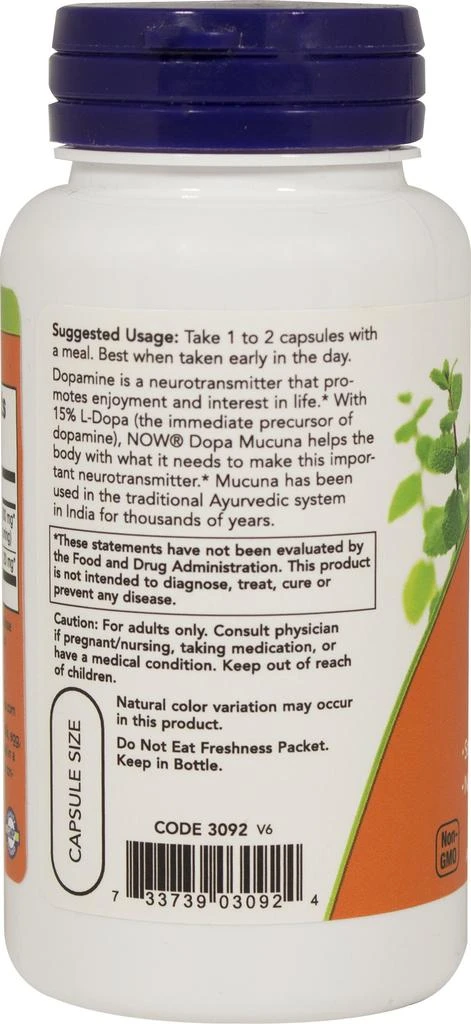 Suggested Usage: Take 1 to 2 capsules with
a meal. Best when taken early in the day.
Dopamine is a neurotransmitter that pro-
motes enjoyment and interest in life.* With
15% L-Dopa (the immediate precursor of
dopamine), NOW® Dopa Mucuna helps the
body with what it needs to make this impor-
tant neurotransmitter.* Mucuna has been
used in the traditional Ayurvedic system
in India for thousands of years.
*These statements have not been evaluated by
the Food and Drug Administration. This product
is not intended to diagnose, treat, cure or
prevent any disease.
Caution: For adults only. Consult physician
if pregnant/nursing, taking medication, or
have a medical condition. Keep out of reach
of children.
CAPSULE SIZE
Natural color variation may occur
in this product.
Do Not Eat Freshness Packet.
Keep in Bottle.
CODE 3092 V6
7 33739 03092 4
Non-
GMO